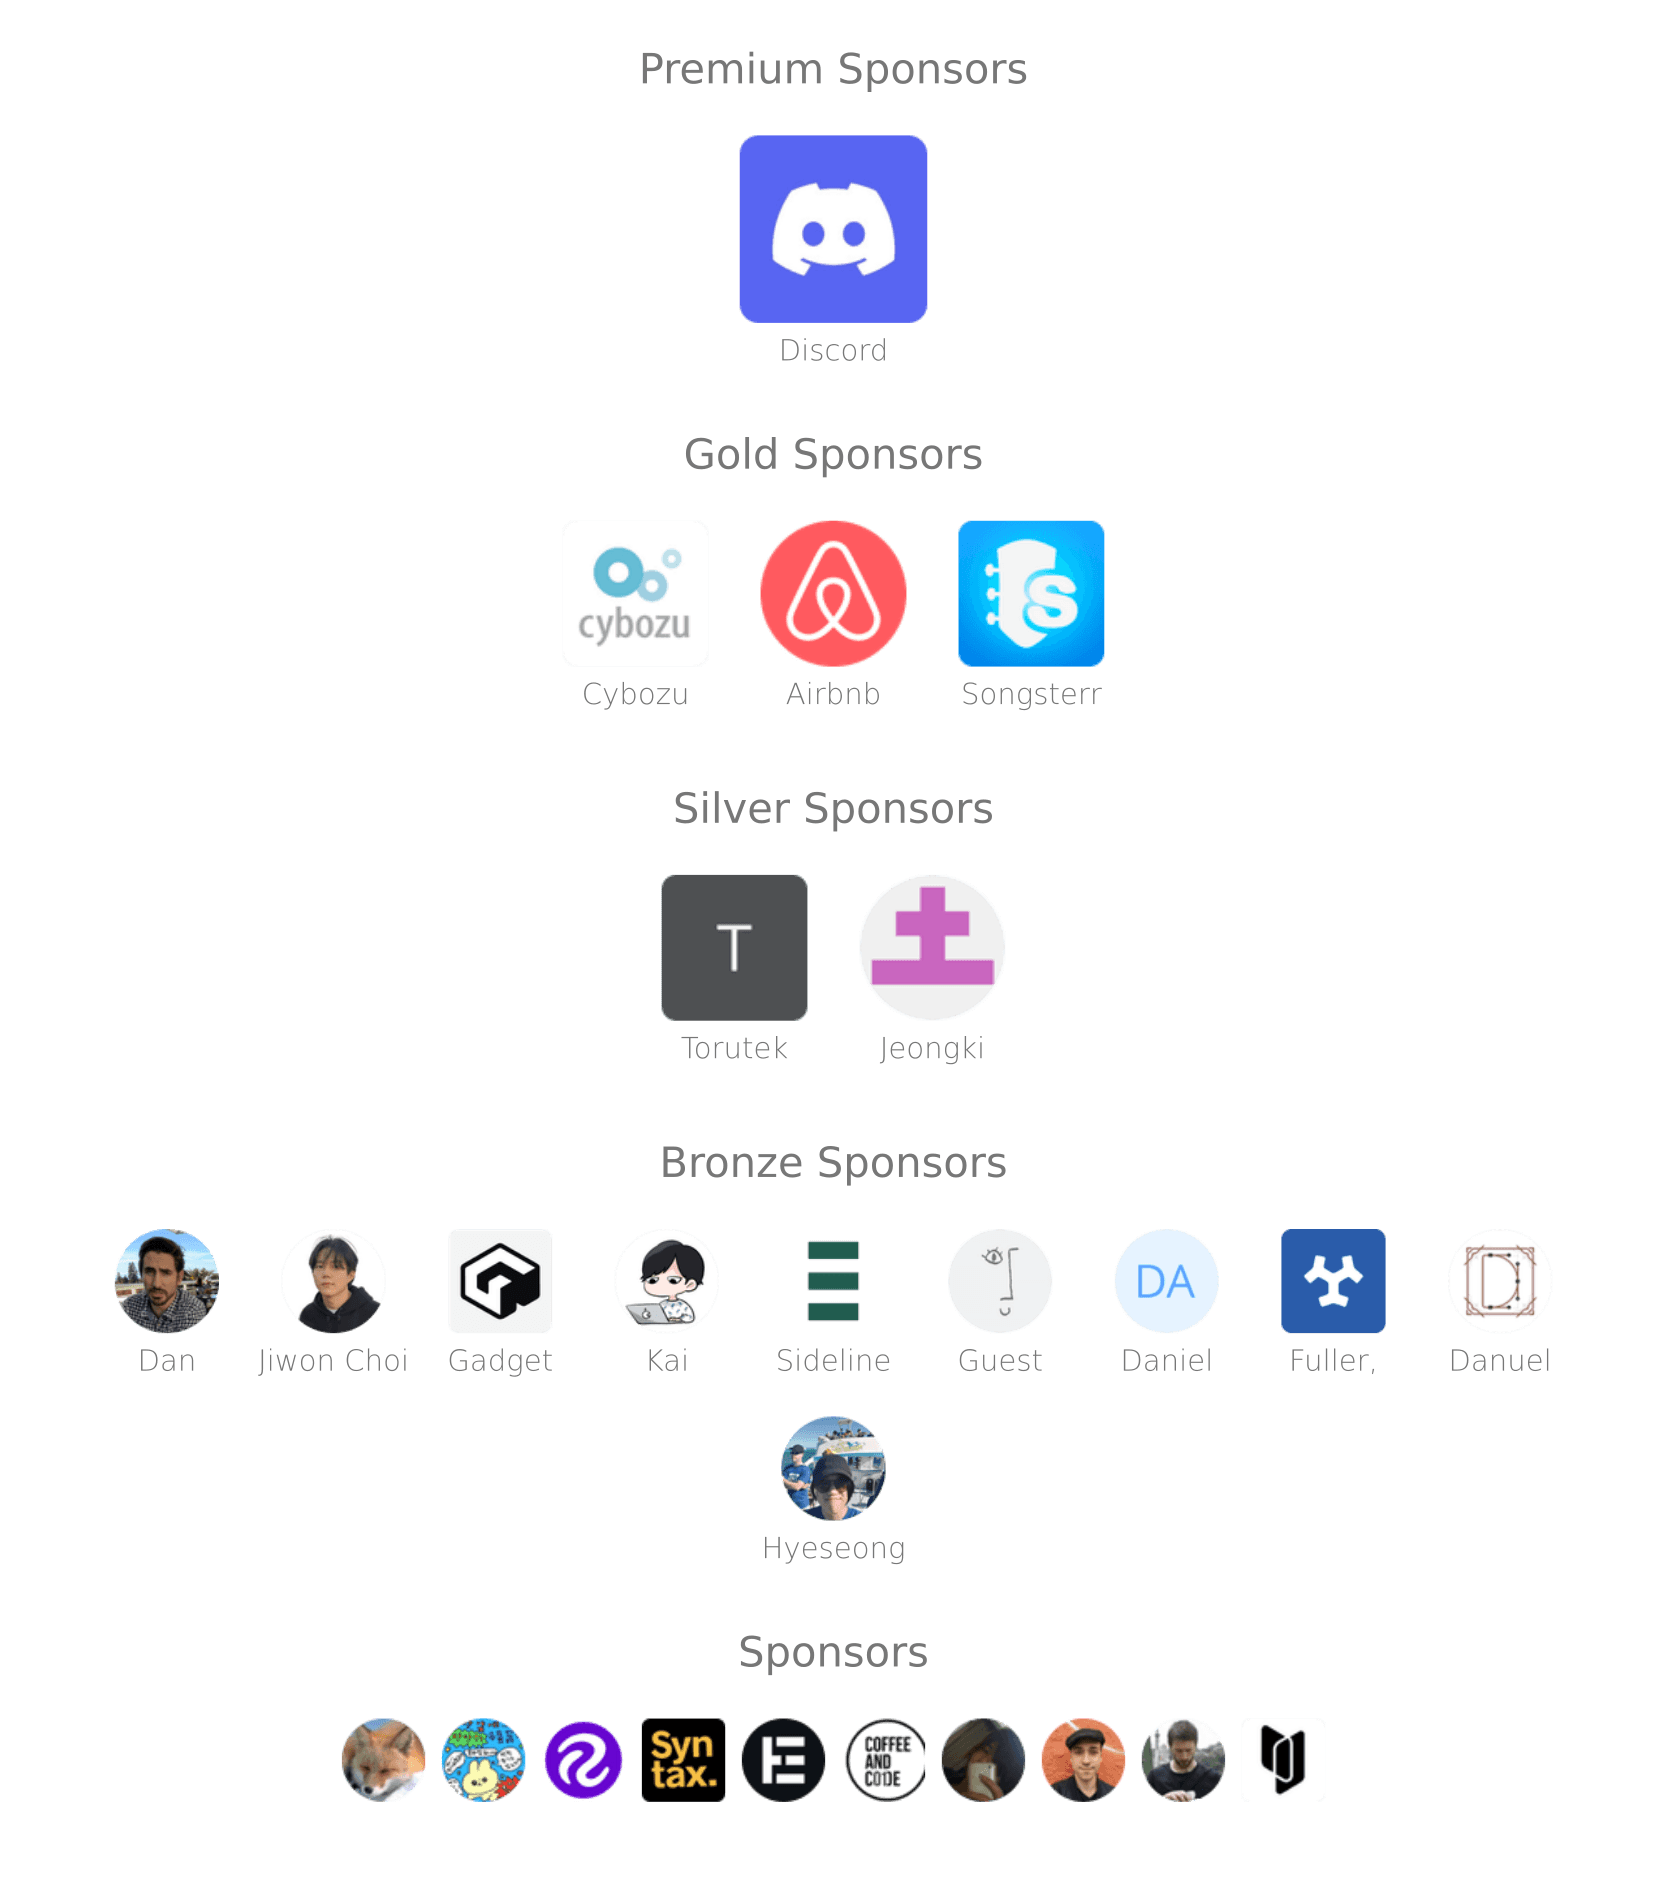 Premium Sponsors
Discord
Gold Sponsors
cybozu
S
Cybozu Airbnb Songsterr
Silver Sponsors
T
Torutek Jeongki
Bronze Sponsors
DA
Dan Jiwon Choi Gadget Kai Sideline Guest Daniel Fuller, Danuel
Hyeseong
Sponsors
Syn
tax.
COFFEE
AND
CODE